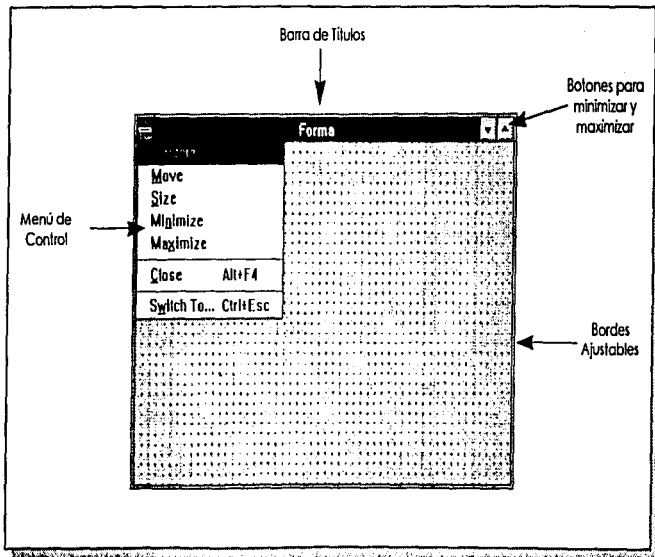 Barra de Títulos
Botones para
minimizar y
maximizar
Forma
Move
Size
Minimize
Maximize
Close Alt+F4
Switch To... Ctrl+Esc
Menú de
Control
Bordes
Ajustables